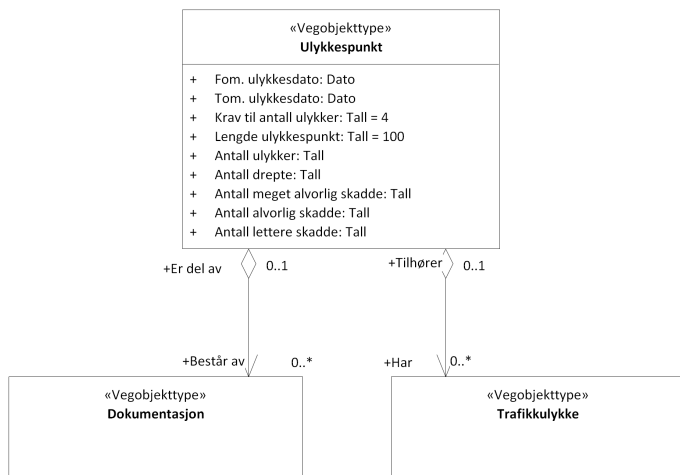 «Vegobjekttype»
Ulykkespunkt
+ Fom. ulykkesdato: Dato
+ Tom. ulykkesdato: Dato
+ Krav til antall ulykker: Tall = 4
+ Lengde ulykkespunkt: Tall = 100
+ Antall ulykker: Tall
+ Antall drepte: Tall
+ Antall meget alvorlig skadde: Tall
+ Antall alvorlig skadde: Tall
+ Antall lettere skadde: Tall
+Er del av 0..1 +Tilhører 0..1
+Består av 0..* +Har 0..*
«Vegobjekttype»
Dokumentasjon
«Vegobjekttype»
Trafikkulykke